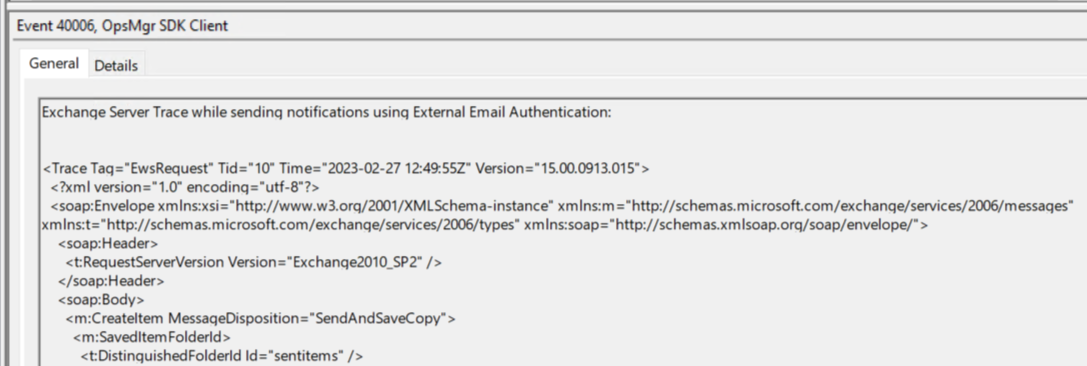 Event 40006, OpsMgr SDK Client
General
Details
Exchange Server Trace while sending notifications using External Email Authentication:
<Trace Tag="EwsRequest" Tid="10" Time="2023-02-27 12:49:55Z" Version="15.00.0913.015">
<?xml version="1.0" encoding="utf-8"?>
<soap:Envelope xmlns:xsi="http://www.w3.org/2001/XMLSchema-instance" xmlns:m="http://schemas.microsoft.com/exchange/services/2006/messages"
xmlns:t="http://schemas.microsoft.com/exchange/services/2006/types" xmlns:soap="http://schemas.xmlsoap.org/soap/envelope/">
<soap:Header>
<t:RequestServerVersion Version="Exchange2010_SP2" />
</soap:Header>
<soap:Body>
<m:CreateItem MessageDisposition="SendAndSaveCopy">
<m:SavedItemFolderId>
<t:DistinguishedFolderId Id="sentitems" />